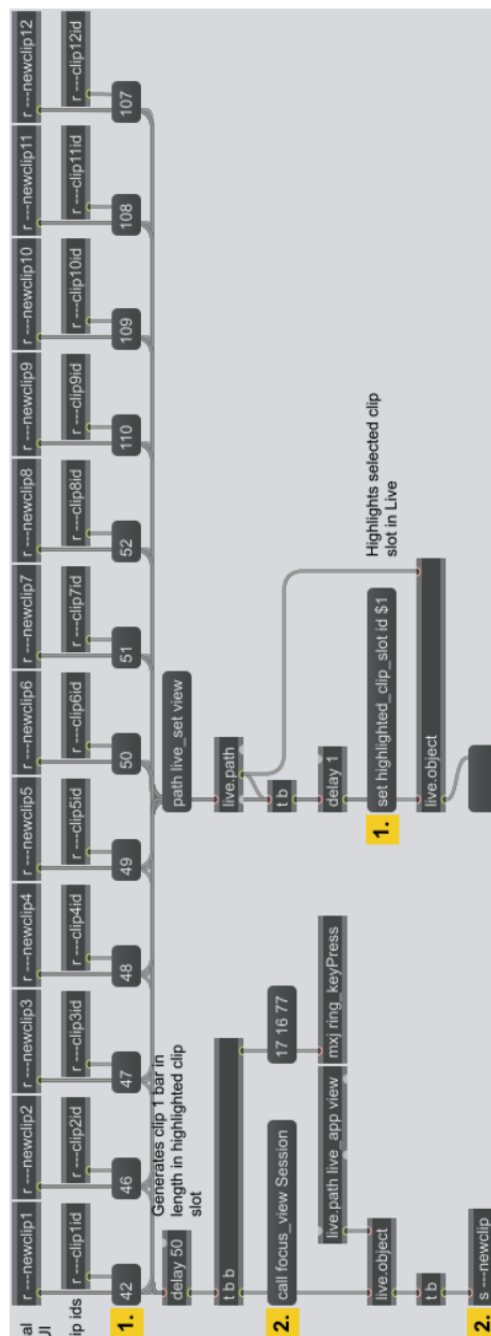 al
UI
r ---newclip1
r ---newclip2
r ---newclip3
r ---newclip4
r ---newclip5
r ---newclip6
r ---newclip7
r ---newclip8
r ---newclip9
r ---newclip10
r ---newclip11
r ---newclip12
ip ids
r ---clip1id
r ---clip2id
r ---clip3id
r ---clip4id
r ---clip5id
r ---clip6id
r ---clip7id
r ---clip8id
r ---clip9id
r ---clip10id
r ---clip11id
r ---clip12id
1.
42
46
47
48
49
50
51
52
110
109
108
107
Generates clip 1 bar in
length in highlighted clip
slot
delay 50
path live_set view
t b b
live.path
2.
call focus_view Session
17 16 77
t b
live.path live_app view
mxj ring_keyPress
delay 1
Highlights selected clip
slot in Live
1.
set highlighted_clip_slot id $1
live.object
live.object
t b
2.
s ---newclip